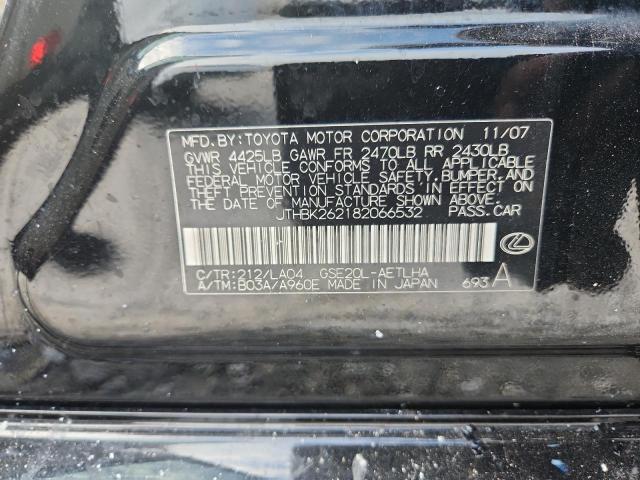 MFD. BY: TOYOTA MOTOR CORPORATION 11/07
GVWR 4425LB GAWR FR 2470LB RR 2430LB
THIS VEHICLE CONFORMS TO ALL APPLICABLE
FEDERAL MOTOR VEHICLE SAFETY, BUMPER, AND
THEFT PREVENTION STANDARDS IN EFFECT ON
THE DATE OF MANUFACTURE SHOWN ABOVE.
JTHBK262182066532 PASS. CAR
C/TR: 212/LA04 GSE20L-AETLHA
A/TM: B03A/A960E MADE IN JAPAN 693 A